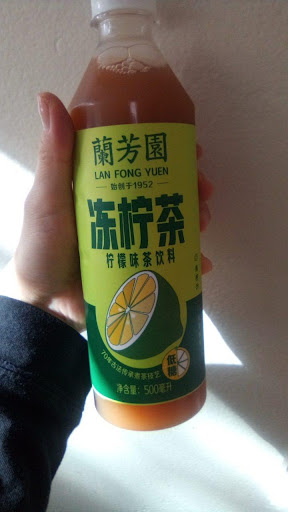 蘭芳園
LAN FONG YUEN
始创于1952
冻柠茶
柠檬味茶饮料
低糖
净含量：500毫升